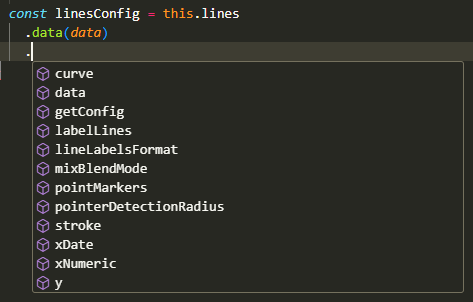 const linesConfig = this.lines
.data(data)
.
curve
data
getConfig
labelLines
lineLabelsFormat
mixBlendMode
pointMarkers
pointerDetectionRadius
stroke
xDate
xNumeric
y